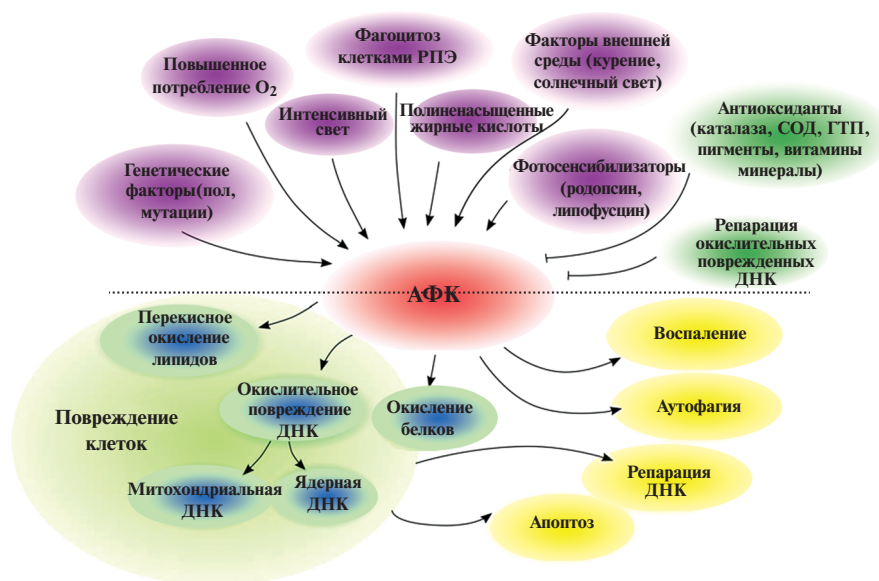 Повышенное
потребление O₂
Фагоцитоз
клетками РПЭ
Факторы внешней
среды (курение,
солнечный свет)
Интенсивный
свет
Полиненасыщенные
жирные кислоты
Антиоксиданты
(каталаза, СОД, ГТП,
пигменты, витамины
минералы)
Генетические
факторы(пол,
мутации)
Фотосенсибилизаторы
(родопсин,
липофусцин)
Репарация
окислительных
поврежденных
ДНК
АФК
Перекисное
окисление
липидов
Воспаление
Окислительное
повреждение
ДНК
Окисление
белков
Аутофагия
Повреждение
клеток
Митохондриальная
ДНК
Ядерная
ДНК
Репарация
ДНК
Апоптоз